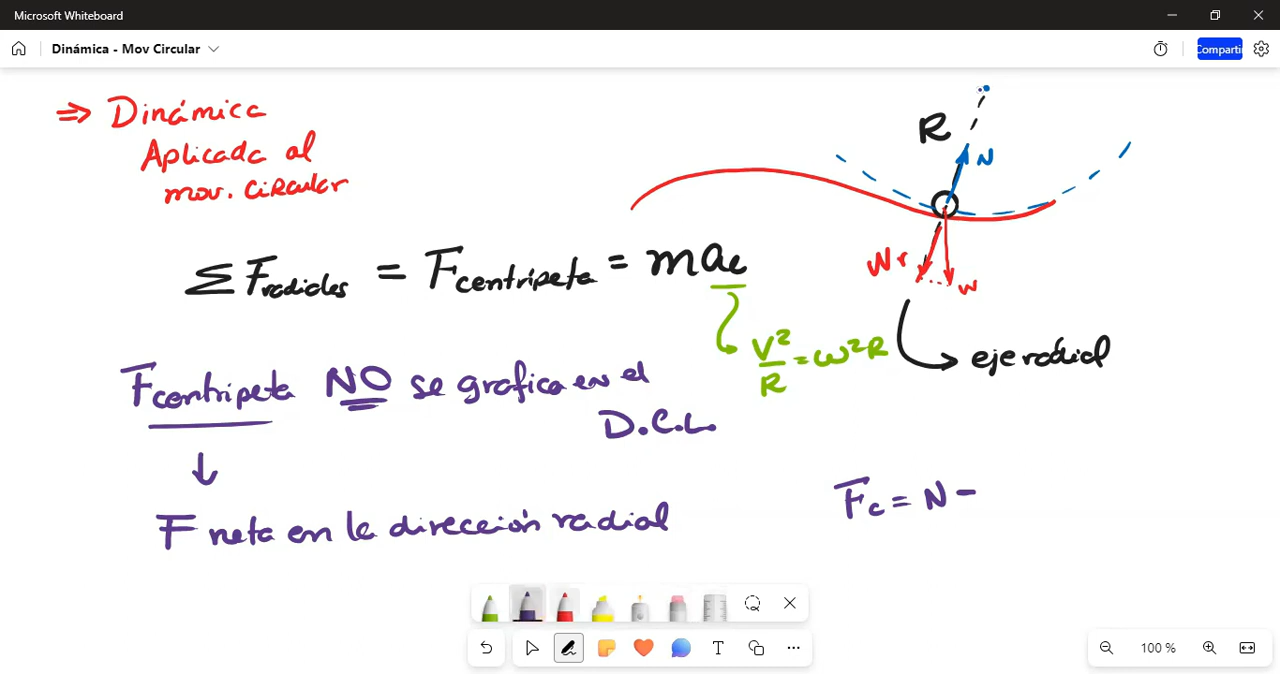 Microsoft Whiteboard
Dinámica - Mov Circular
Comparti
⇒ Dinámica
Aplicada al
mov. CiRcular
R
N
Wr
w
ΣFradiales = Fcentrípeta = mac
V²/R = ω²R
eje radial
Fcentrípeta NO se grafica en el
D.C.L.
↓
F neta en la dirección radial
Fc = N -
100 %